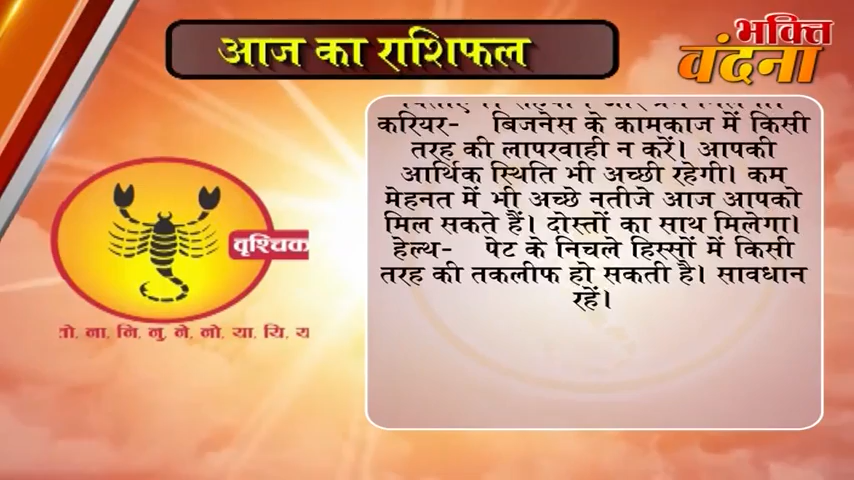 आज का राशिफल
भक्ति
वंदना
करियर- बिजनेस के कामकाज में किसी
तरह की लापरवाही न करें। आपकी
आर्थिक स्थिति भी अच्छी रहेगी। कम
मेहनत में भी अच्छे नतीजे आज आपको
मिल सकते हैं। दोस्तों का साथ मिलेगा।
हेल्थ- पेट के निचले हिस्सों में किसी
तरह की तकलीफ हो सकती है। सावधान
रहें।
वृश्चिक
ना, नि, नु, ने, नो, या, यि,